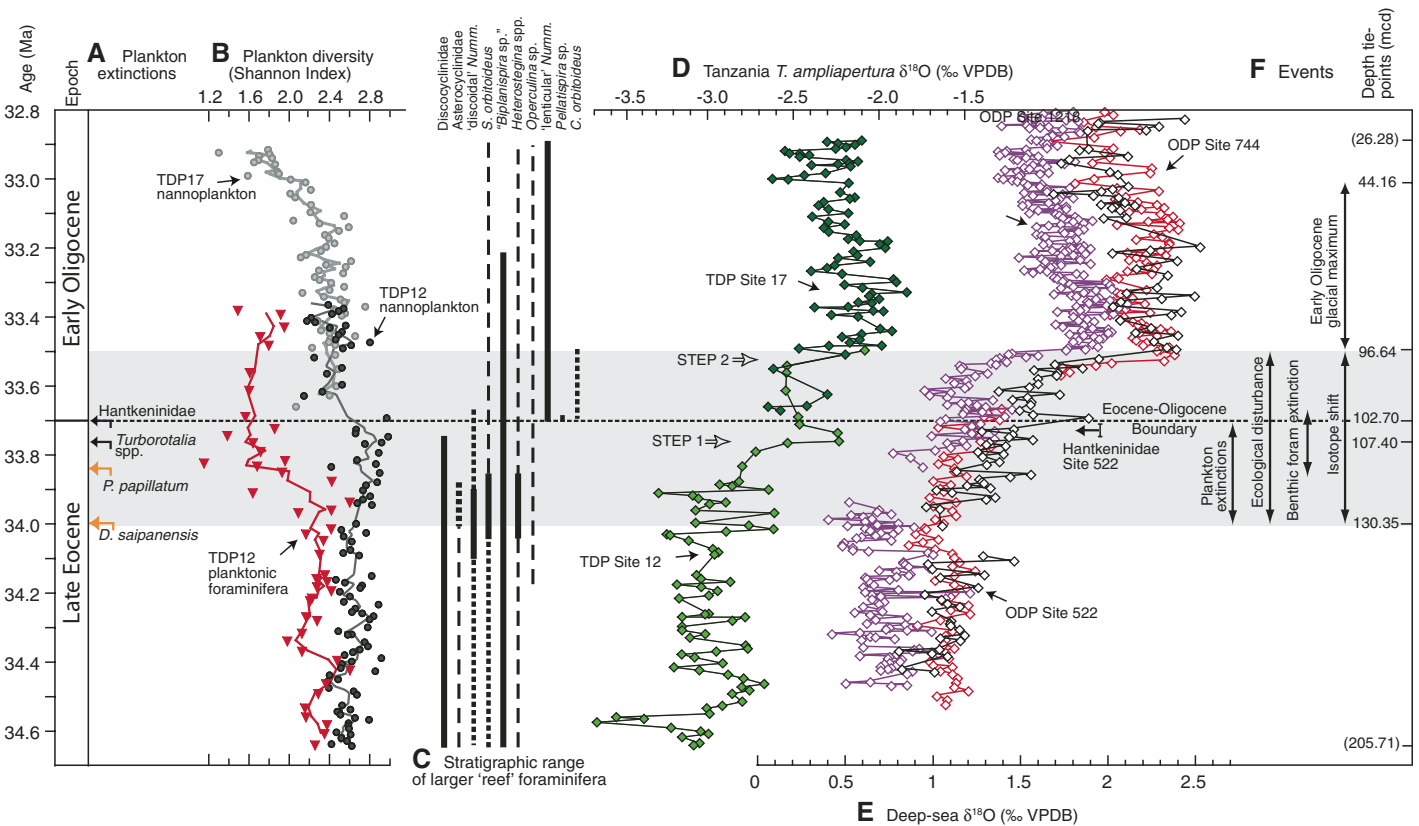 Age (Ma)
Epoch
A Plankton
extinctions
B Plankton diversity
(Shannon Index)
1.2 1.6 2.0 2.4 2.8
Discocyclinidae
Asterocyclinidae
'discoidal' Numm.
S. orbitoideus
"Biplanispira sp."
Heterostegina spp.
Operculina sp.
'lenticular' Numm.
Pellatispira sp.
C. orbitoideus
D Tanzania T. ampliapertura δ18O (‰ VPDB)
-3.5 -3.0 -2.5 -2.0 -1.5
F Events
Depth tie-
points (mcd)
32.8
33.0
33.2
33.4
33.6
33.8
34.0
34.2
34.4
34.6
Early Oligocene
Late Eocene
TDP17
nannoplankton
TDP12
nannoplankton
Hantkeninidae
Turborotalia
spp.
P. papillatum
D. saipanensis
TDP12
planktonic
foraminifera
C Stratigraphic range
of larger 'reef' foraminifera
TDP Site 17
STEP 2
STEP 1
TDP Site 12
ODP Site 1218
ODP Site 744
Eocene-Oligocene
Boundary
Hantkeninidae
Site 522
ODP Site 522
Early Oligocene
glacial maximum
Plankton
extinctions
Ecological disturbance
Benthic foram extinction
Isotope shift
(26.28)
44.16
96.64
102.70
107.40
130.35
(205.71)
0 0.5 1 1.5 2 2.5
E Deep-sea δ18O (‰ VPDB)